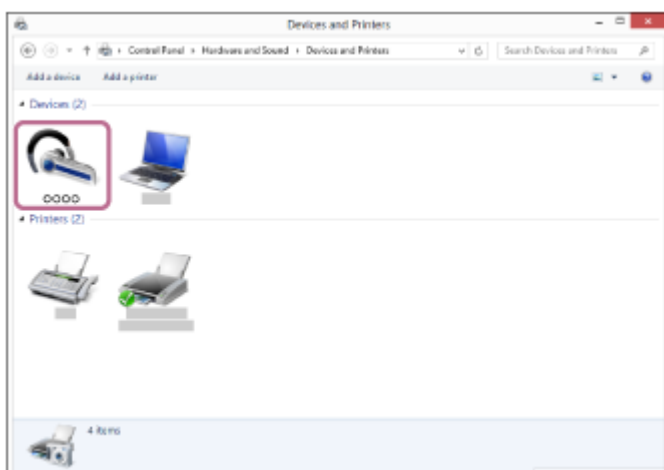 Devices and Printers
Control Panel › Hardware and Sound › Devices and Printers
Search Devices and Printers
Add a device Add a printer
Devices (2)
oooo
Printers (2)
4 items